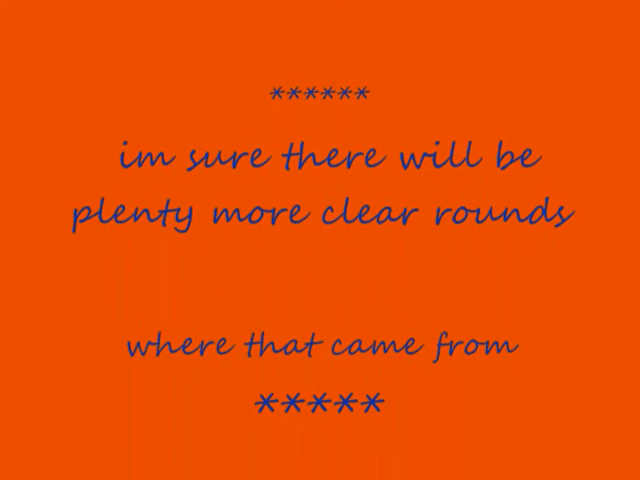 ******
im sure there will be
plenty more clear rounds
where that came from
*****